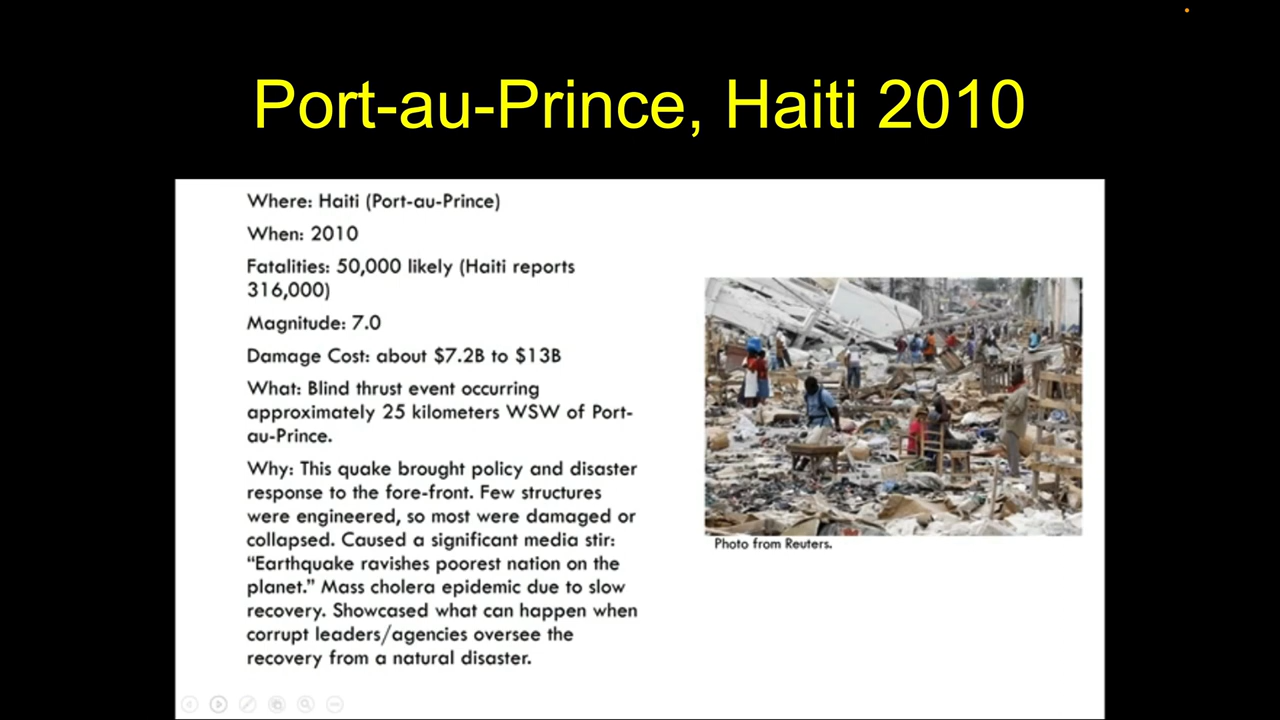 Port-au-Prince, Haiti 2010
Where: Haiti (Port-au-Prince)
When: 2010
Fatalities: 50,000 likely (Haiti reports
316,000)
Magnitude: 7.0
Damage Cost: about $7.2B to $13B
What: Blind thrust event occurring
approximately 25 kilometers WSW of Port-
au-Prince.
Why: This quake brought policy and disaster
response to the fore-front. Few structures
were engineered, so most were damaged or
collapsed. Caused a significant media stir:
“Earthquake ravishes poorest nation on the
planet.” Mass cholera epidemic due to slow
recovery. Showcased what can happen when
corrupt leaders/agencies oversee the
recovery from a natural disaster.
Photo from Reuters.